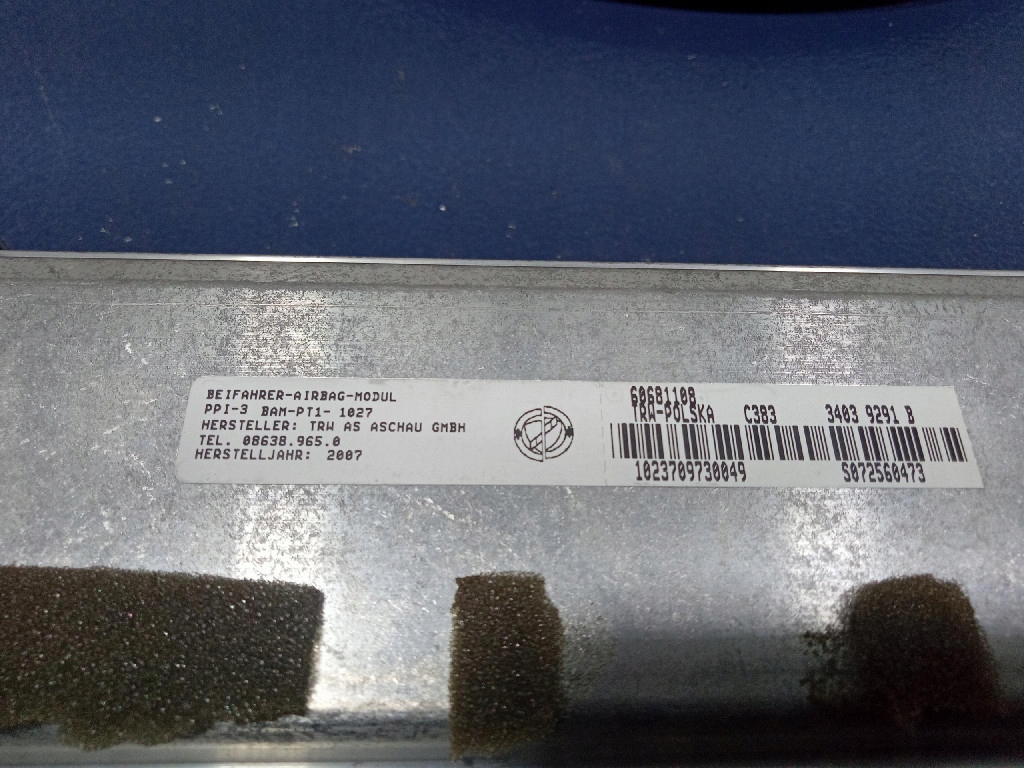 BEIFAHRER-AIRBAG-MODUL
PPI-3 BAM-PT1- 1027
HERSTELLER: TRW AS ASCHAU GMBH
TEL. 08638.965.0
HERSTELLJAHR: 2007
60681108
TRW-POLSKA C3B3 3403 9291 B
1023709730049 S072560473